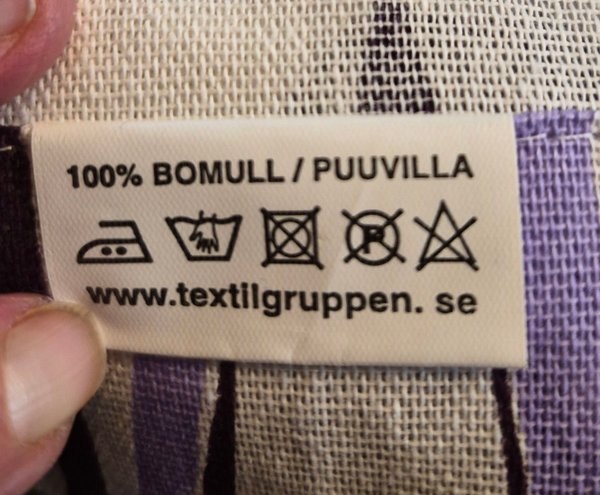 100% BOMULL / PUUVILLA
P
www.textilgruppen. se